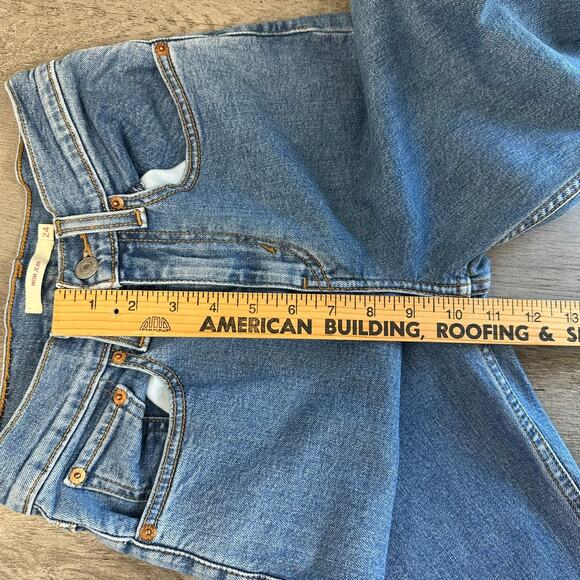 24
MOM JEAN
1 2 3 4 5 6 7 8 9 10 11 12 13
AMERICAN BUILDING, ROOFING & S